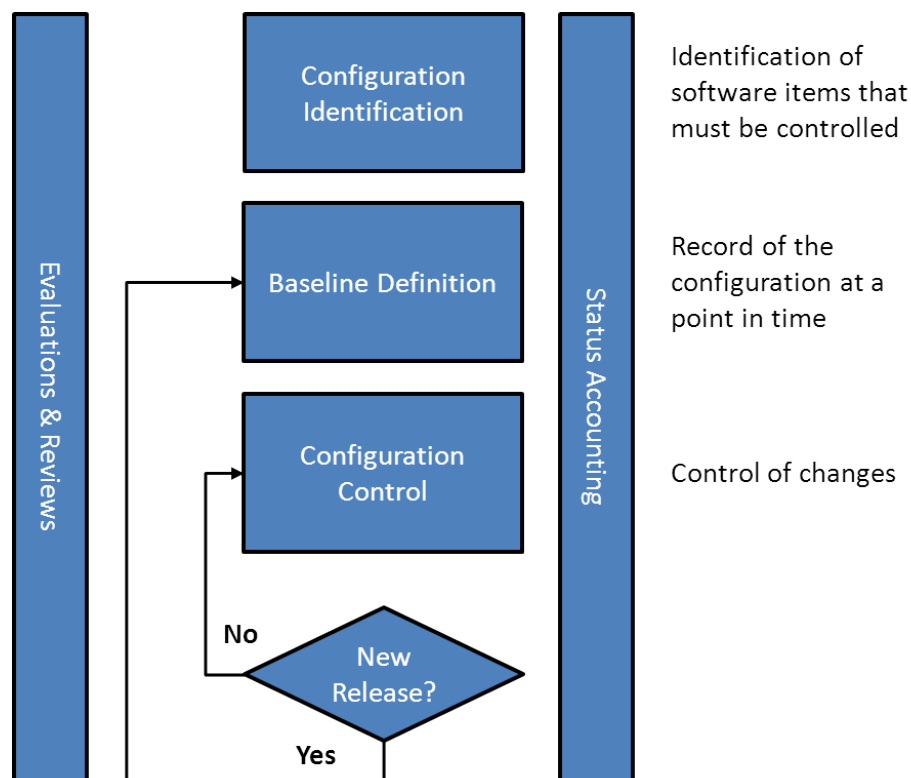 Configuration
Identification
Identification of
software items that
must be controlled
Baseline Definition
Record of the
configuration at a
point in time
Evaluations & Reviews
Status Accounting
Configuration
Control
Control of changes
No
New
Release?
Yes